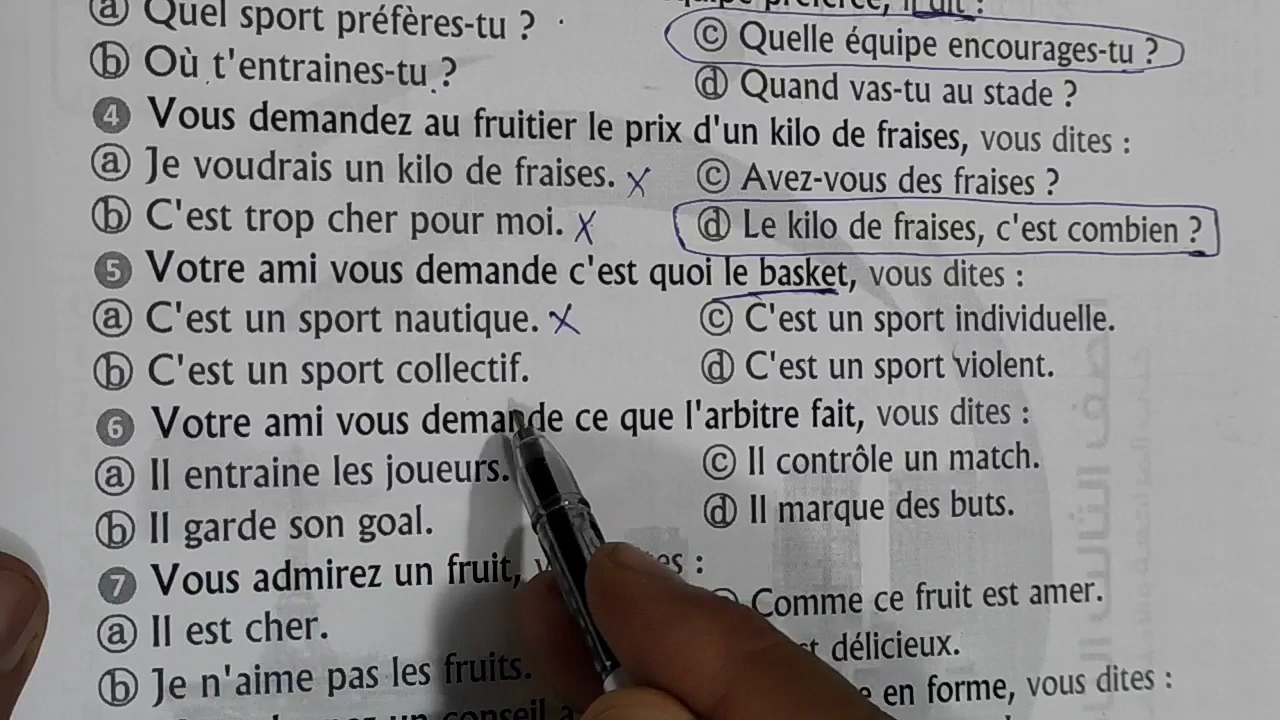 ⓐ Quel sport préfères-tu ?
ⓒ Quelle équipe encourages-tu ?
ⓑ Où t'entraines-tu ?
ⓓ Quand vas-tu au stade ?
4 Vous demandez au fruitier le prix d'un kilo de fraises, vous dites :
ⓐ Je voudrais un kilo de fraises. x
ⓒ Avez-vous des fraises ?
ⓑ C'est trop cher pour moi. x
ⓓ Le kilo de fraises, c'est combien ?
5 Votre ami vous demande c'est quoi le basket, vous dites :
ⓐ C'est un sport nautique. x
ⓒ C'est un sport individuelle.
ⓑ C'est un sport collectif.
ⓓ C'est un sport violent.
6 Votre ami vous demande ce que l'arbitre fait, vous dites :
ⓐ Il entraine les joueurs.
ⓒ Il contrôle un match.
ⓑ Il garde son goal.
ⓓ Il marque des buts.
7 Vous admirez un fruit, :
ⓐ Il est cher.
Comme ce fruit est amer.
ⓑ Je n'aime pas les fruits.
délicieux.
en forme, vous dites :
un conseil